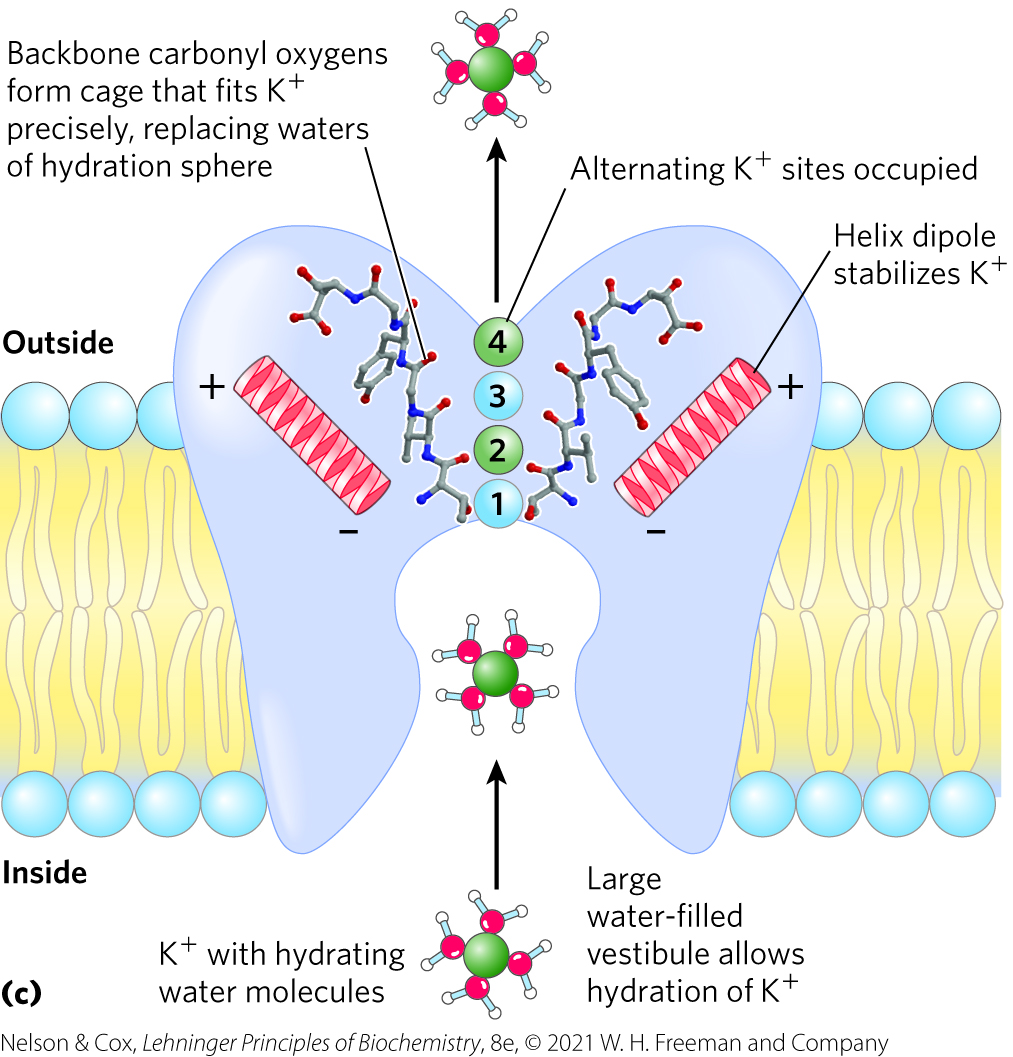 Backbone carbonyl oxygens
form cage that fits K⁺
precisely, replacing waters
of hydration sphere
Alternating K⁺ sites occupied
Helix dipole
stabilizes K⁺
Outside
4
3
2
1
+
+
–
–
Inside
K⁺ with hydrating
water molecules
Large
water-filled
vestibule allows
hydration of K⁺
(c)
Nelson & Cox, Lehninger Principles of Biochemistry, 8e, © 2021 W. H. Freeman and Company